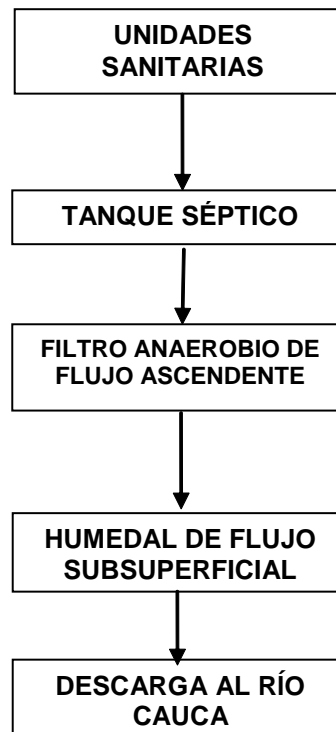 UNIDADES
SANITARIAS
TANQUE SÉPTICO
FILTRO ANAEROBIO DE
FLUJO ASCENDENTE
HUMEDAL DE FLUJO
SUBSUPERFICIAL
DESCARGA AL RÍO
CAUCA